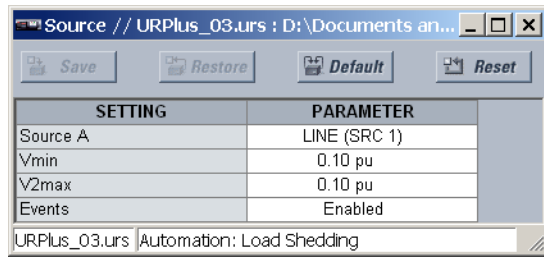 Source // URPlus_03.urs : D:\Documents an...
Save Restore Default Reset
SETTING PARAMETER
Source A LINE (SRC 1)
Vmin 0.10 pu
V2max 0.10 pu
Events Enabled
URPlus_03.urs Automation: Load Shedding